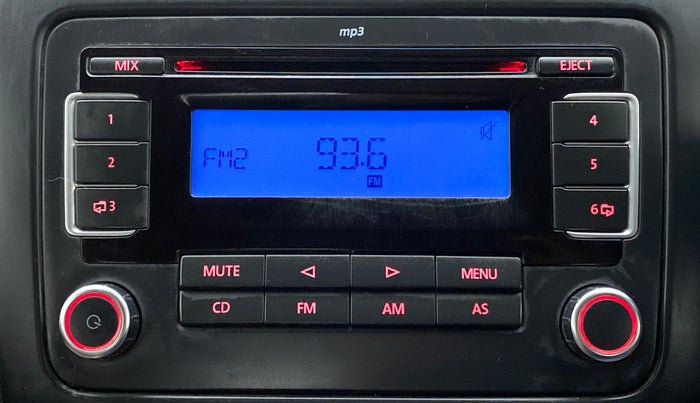 mp3
MIX
EJECT
1
4
FM2 93.6
2
5
FM
3
6
MUTE
MENU
CD
FM
AM
AS